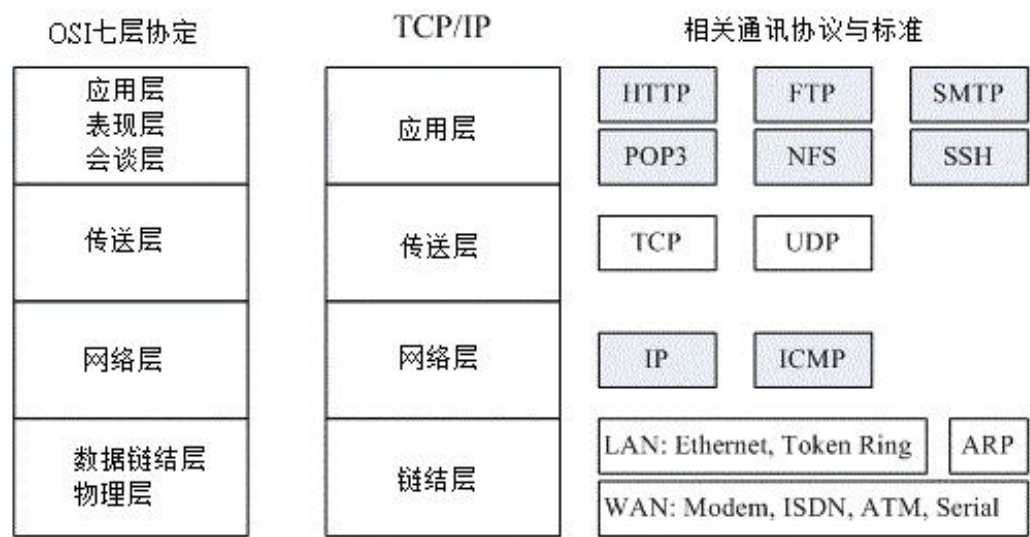 OSI七层协定
TCP/IP
相关通讯协议与标准
应用层
表现层
会谈层
应用层
HTTP
FTP
SMTP
POP3
NFS
SSH
传送层
传送层
TCP
UDP
网络层
网络层
IP
ICMP
数据链结层
物理层
链结层
LAN: Ethernet, Token Ring
ARP
WAN: Modem, ISDN, ATM, Serial